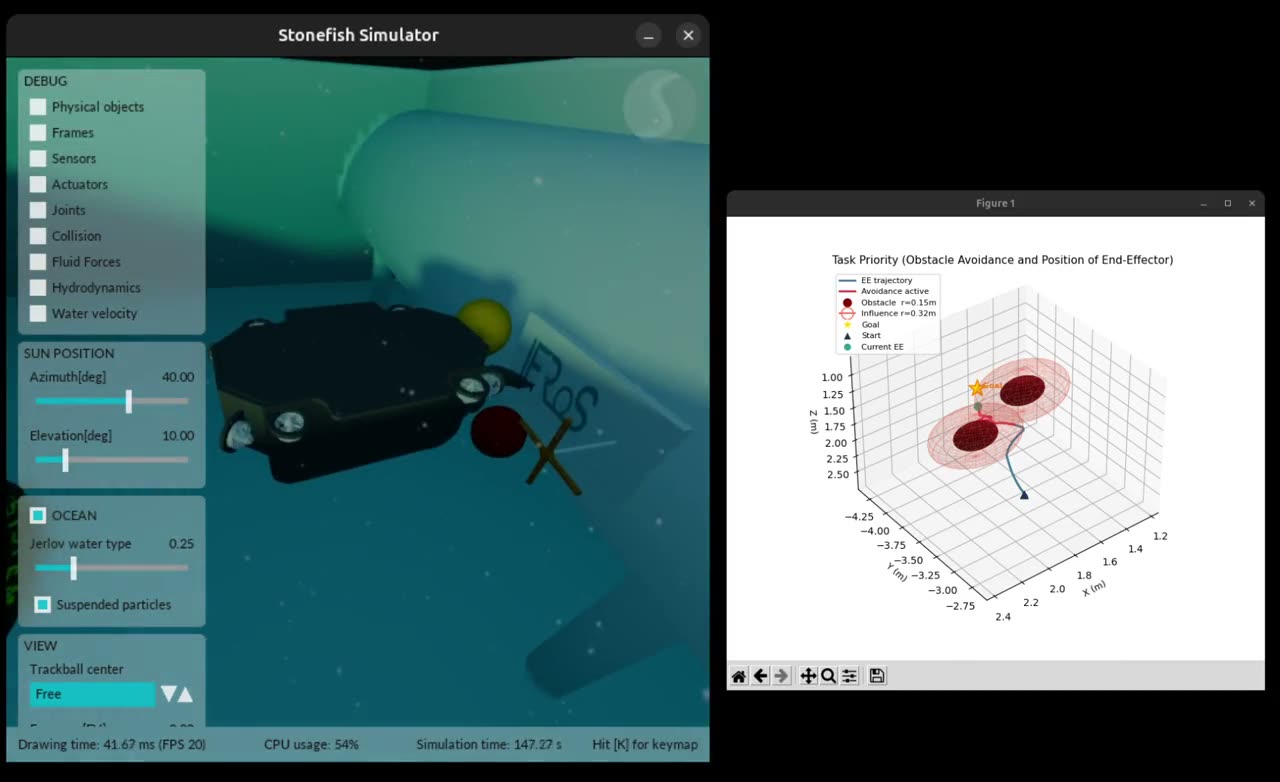 Stonefish Simulator
DEBUG
Physical objects
Frames
Sensors
Actuators
Joints
Collision
Fluid Forces
Hydrodynamics
Water velocity
SUN POSITION
Azimuth[deg] 40.00
Elevation[deg] 10.00
OCEAN
Jerlov water type 0.25
Suspended particles
VIEW
Trackball center
Free
Drawing time: 41.67 ms (FPS 20) CPU usage: 54% Simulation time: 147.27 s Hit [K] for keymap
Figure 1
Task Priority (Obstacle Avoidance and Position of End-Effector)
EE trajectory
Avoidance active
Obstacle r=0.15m
Influence r=0.32m
Goal
Start
Current EE
Goal
1.00
1.25
1.50
1.75
2.00
2.25
2.50
Z (m)
−4.25
−4.00
−3.75
−3.50
−3.25
−3.00
−2.75
Y (m)
1.2
1.4
1.6
1.8
2.0
2.2
2.4
X (m)